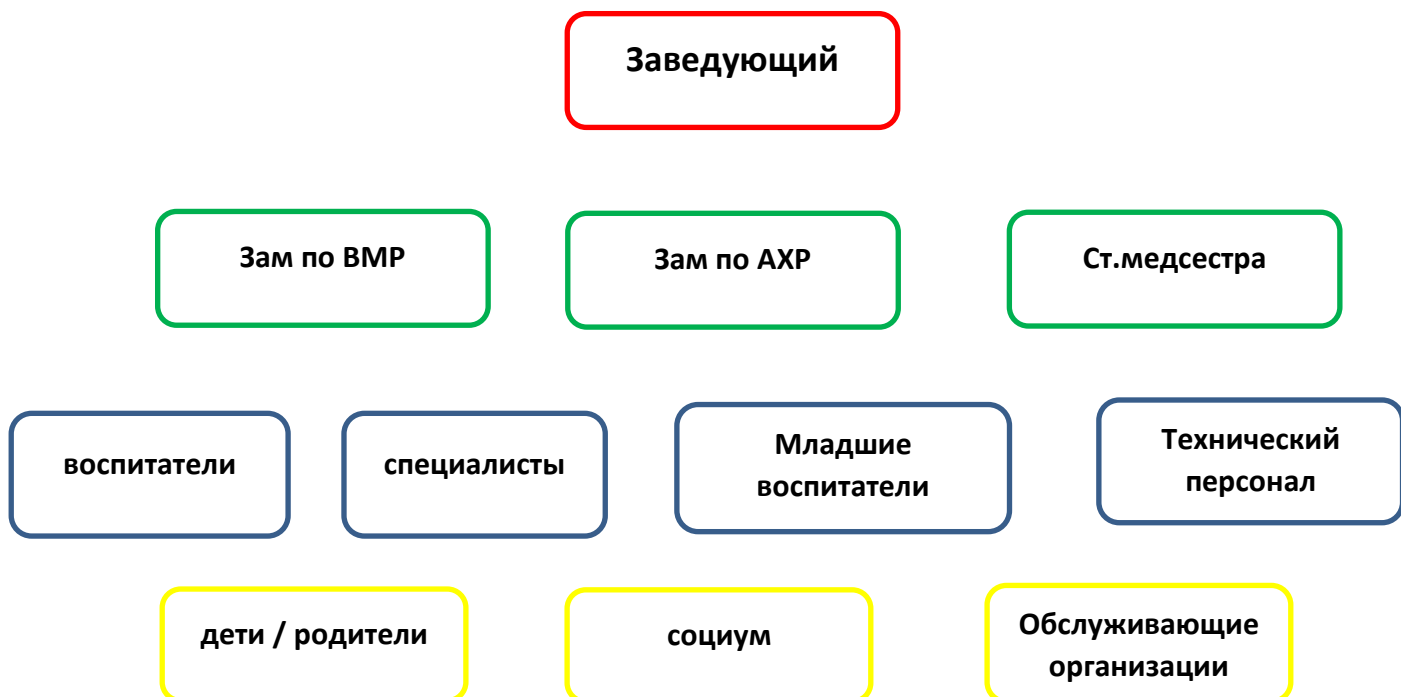 Заведующий
Зам по ВМР
Зам по АХР
Ст.медсестра
воспитатели
специалисты
Младшие
воспитатели
Технический
персонал
дети / родители
социум
Обслуживающие
организации